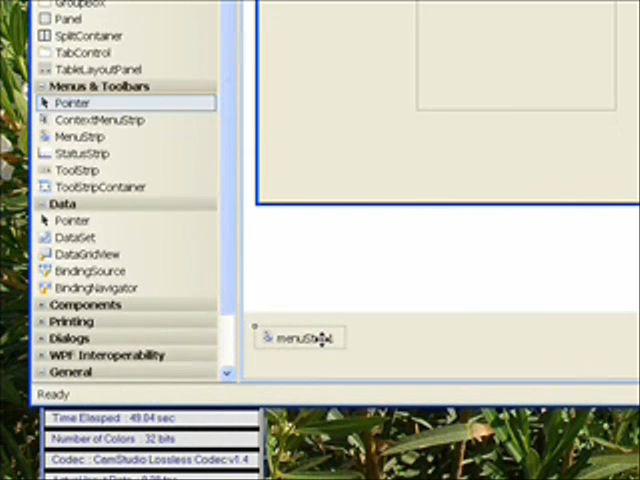 GroupBox
Panel
SplitContainer
TabControl
TableLayoutPanel
Menus & Toolbars
Pointer
ContextMenuStrip
MenuStrip
StatusStrip
ToolStrip
ToolStripContainer
Data
Pointer
DataSet
DataGridView
BindingSource
BindingNavigator
Components
Printing
Dialogs
WPF Interoperability
General
Ready
Time Elapsed : 49.04 sec
Number of Colors : 32 bits
Codec : CamStudio Lossless Codec v1.4